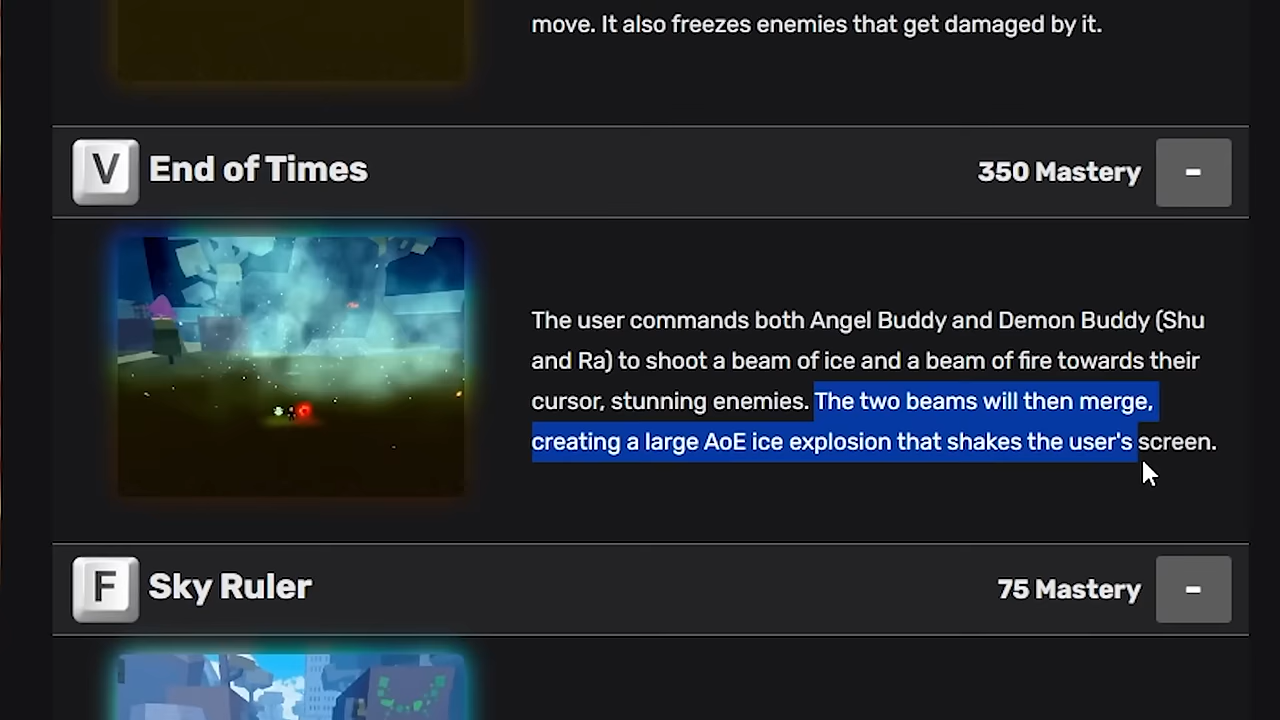 move. It also freezes enemies that get damaged by it.
V End of Times 350 Mastery -
The user commands both Angel Buddy and Demon Buddy (Shu
and Ra) to shoot a beam of ice and a beam of fire towards their
cursor, stunning enemies. The two beams will then merge,
creating a large AoE ice explosion that shakes the user's screen.
F Sky Ruler 75 Mastery -